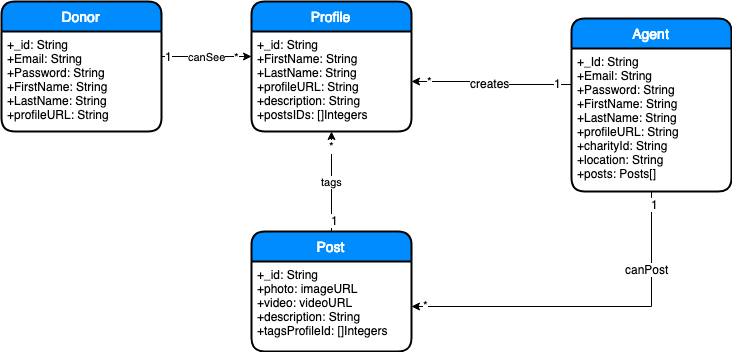 Donor
+_id: String
+Email: String
+Password: String
+FirstName: String
+LastName: String
+profileURL: String
1 canSee *
Profile
+_id: String
+FirstName: String
+LastName: String
+profileURL: String
+description: String
+postsIDs: []Integers
* creates 1
Agent
+_Id: String
+Email: String
+Password: String
+FirstName: String
+LastName: String
+profileURL: String
+charityId: String
+location: String
+posts: Posts[]
*
tags
1
Post
+_id: String
+photo: imageURL
+video: videoURL
+description: String
+tagsProfileId: []Integers
1
canPost
*